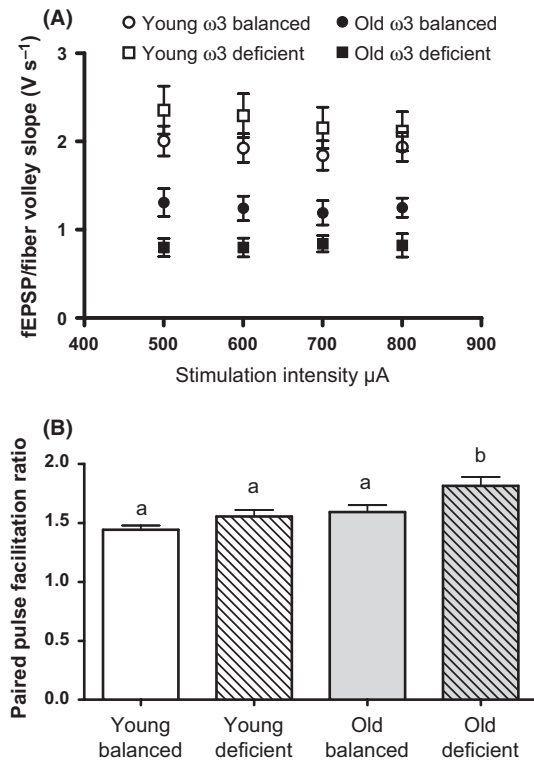 (A)
Young ω3 balanced
Old ω3 balanced
Young ω3 deficient
Old ω3 deficient
fEPSP/fiber volley slope (V s⁻¹)
3
2
1
0
400
500
600
700
800
900
Stimulation intensity µA
(B)
Paired pulse facilitation ratio
2.0
1.5
1.0
0.5
0.0
a
a
a
b
Young balanced
Young deficient
Old balanced
Old deficient